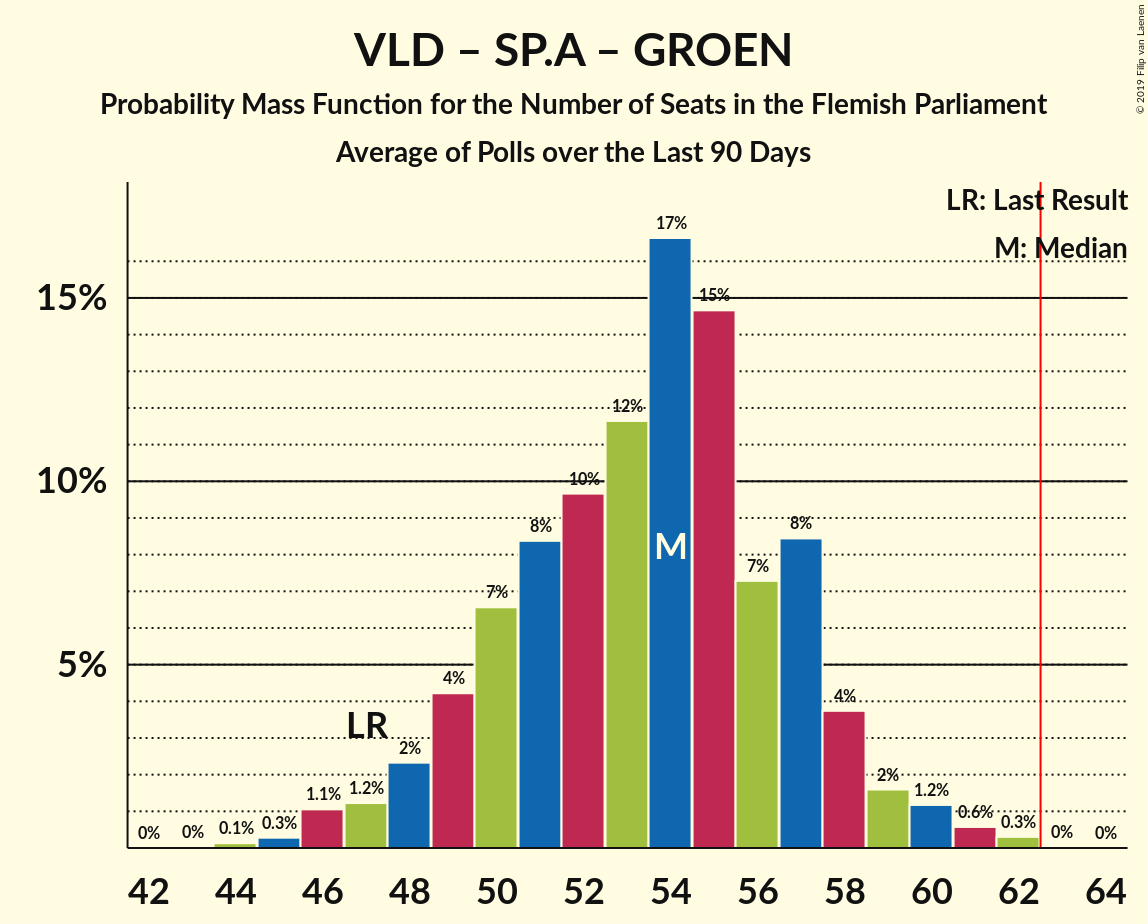 VLD – SP.A – GROEN
Probability Mass Function for the Number of Seats in the Flemish Parliament
Average of Polls over the Last 90 Days
© 2019 Filip van Laenen
LR: Last Result
M: Median
15%
10%
5%
0% 0% 0.1% 0.3% 1.1% 1.2% 2% 4% 7% 8% 10% 12% 17% 15% 7% 8% 4% 2% 1.2% 0.6% 0.3% 0% 0%
LR
M
42 44 46 48 50 52 54 56 58 60 62 64